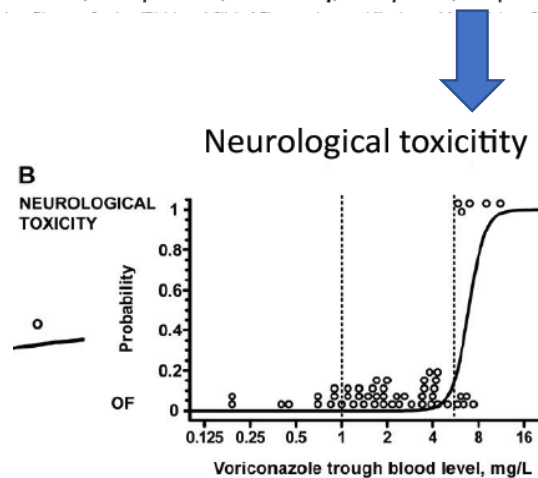 Neurological toxicitity
B
NEUROLOGICAL
TOXICITY
1
0.8
0.6
0.4
0.2
0
Probability
OF
0.125 0.25 0.5 1 2 4 8 16
Voriconazole trough blood level, mg/L